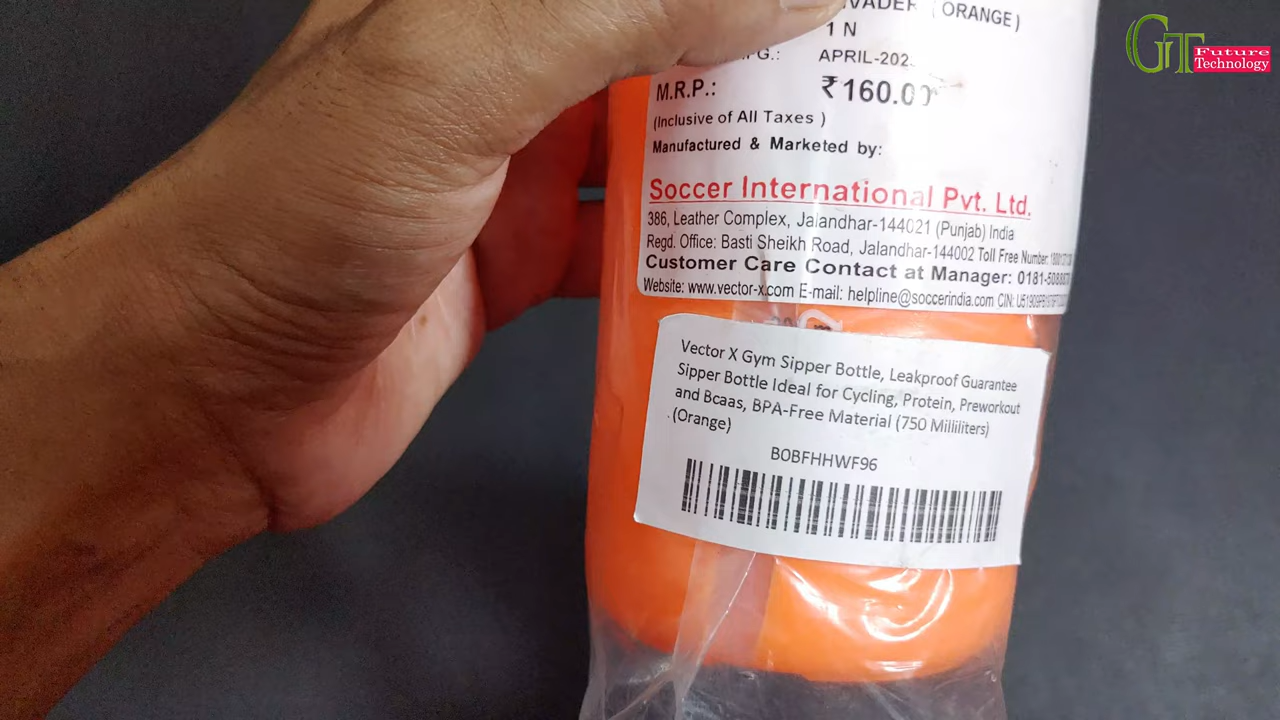 (ORANGE)
1 N
M.R.P.: ₹160.00
(Inclusive of All Taxes )
Manufactured & Marketed by:
Soccer International Pvt. Ltd.
386, Leather Complex, Jalandhar-144021 (Punjab) India
Regd. Office: Basti Sheikh Road, Jalandhar-144002 Toll Free Number:
Customer Care Contact at Manager:
Website: www.vector-x.com E-mail: helpline@soccerindia.com CIN:
Vector X Gym Sipper Bottle, Leakproof Guarantee
Sipper Bottle Ideal for Cycling, Protein, Preworkout
and Bcaas, BPA-Free Material (750 Milliliters)
(Orange)
B0BFHHWF96
GT Future
Technology